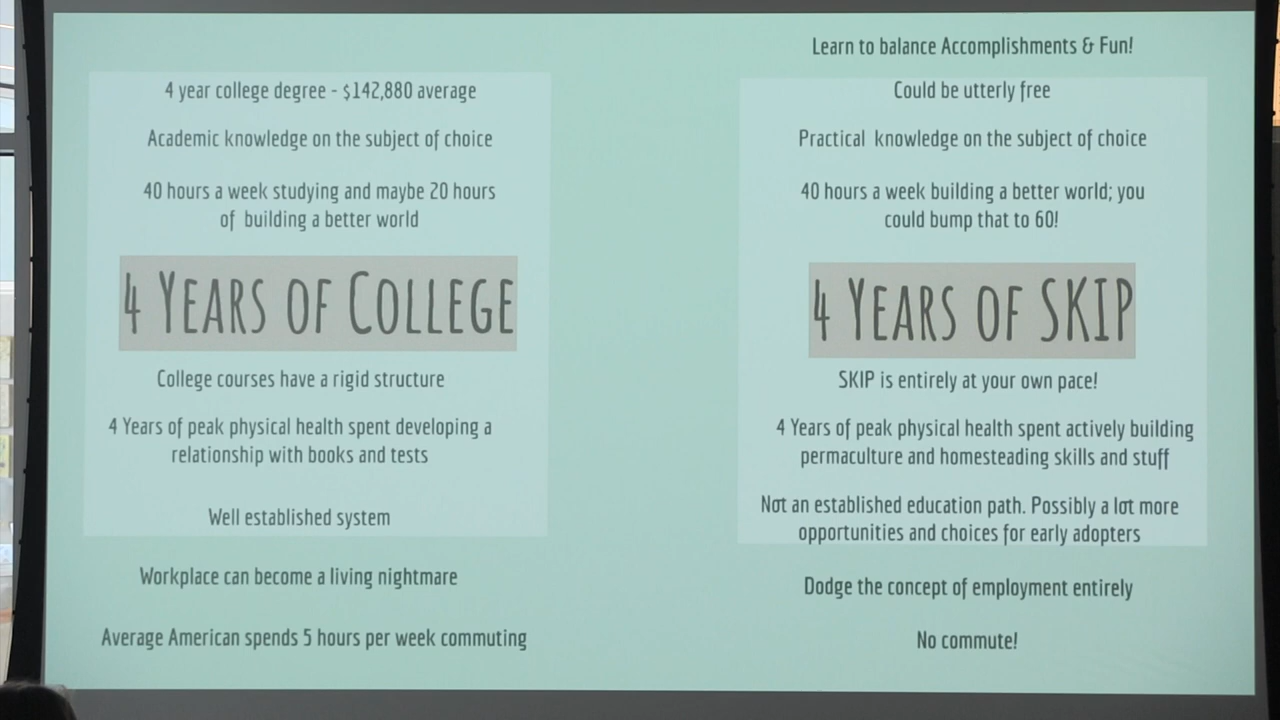 4 year college degree - $142,880 average
Academic knowledge on the subject of choice
40 hours a week studying and maybe 20 hours
of building a better world
4 YEARS OF COLLEGE
College courses have a rigid structure
4 Years of peak physical health spent developing a
relationship with books and tests
Well established system
Workplace can become a living nightmare
Average American spends 5 hours per week commuting
Learn to balance Accomplishments & Fun!
Could be utterly free
Practical knowledge on the subject of choice
40 hours a week building a better world; you
could bump that to 60!
4 YEARS OF SKIP
SKIP is entirely at your own pace!
4 Years of peak physical health spent actively building
permaculture and homesteading skills and stuff
Not an established education path. Possibly a lot more
opportunities and choices for early adopters
Dodge the concept of employment entirely
No commute!